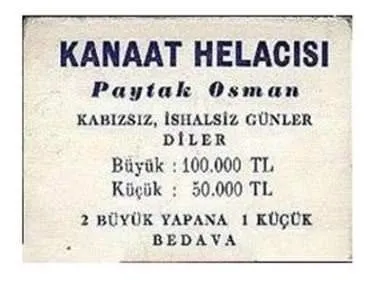 KANAAT HELACISI
Paytak Osman
KABIZSIZ, İSHALSİZ GÜNLER
DİLER
Büyük : 100.000 TL
Küçük : 50.000 TL
2 BÜYÜK YAPANA 1 KÜÇÜK
BEDAVA